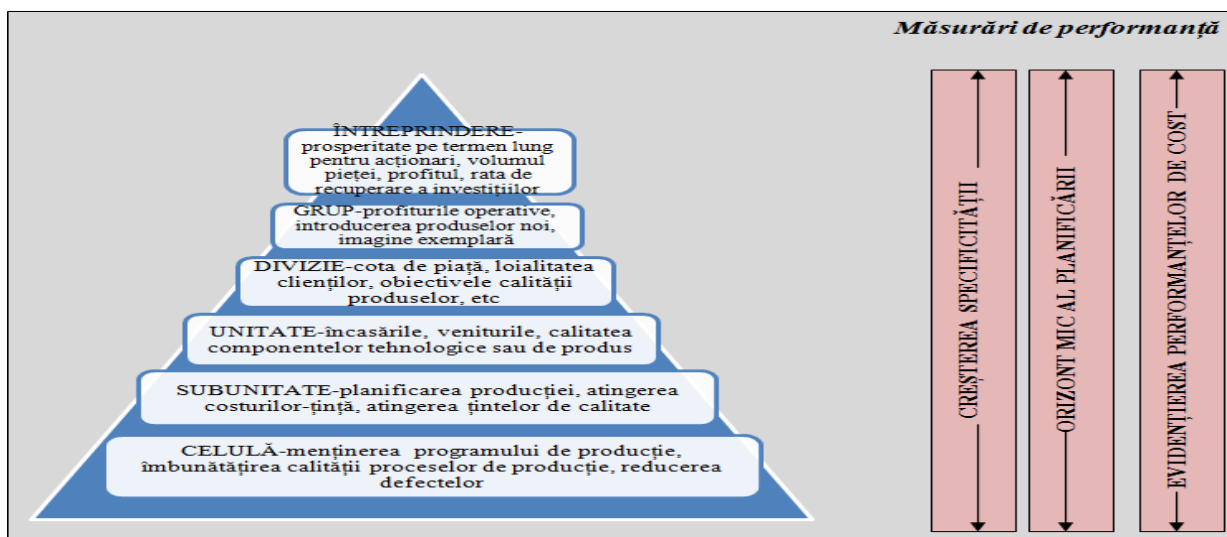 Măsurări de performanță
ÎNTREPRINDERE-
prosperitate pe termen lung
pentru acționari, volumul
pieței, profitul, rata de
recuperare a investițiilor
GRUP-profiturile operative,
introducerea produselor noi,
imagine exemplară
DIVIZIE-cota de piață, loialitatea
clienților, obiectivele calității
produselor, etc
UNITATE-încasările, veniturile, calitatea
componentelor tehnologice sau de produs
SUBUNITATE-planificarea producției, atingerea
costurilor-țintă, atingerea țintelor de calitate
CELULĂ-menținerea programului de producție,
îmbunătățirea calității proceselor de producție, reducerea
defectelor
CREȘTEREA SPECIFICITĂȚII
ORIZONT MIC AL PLANIFICĂRII
EVIDENȚIEREA PERFORMANȚELOR DE COST